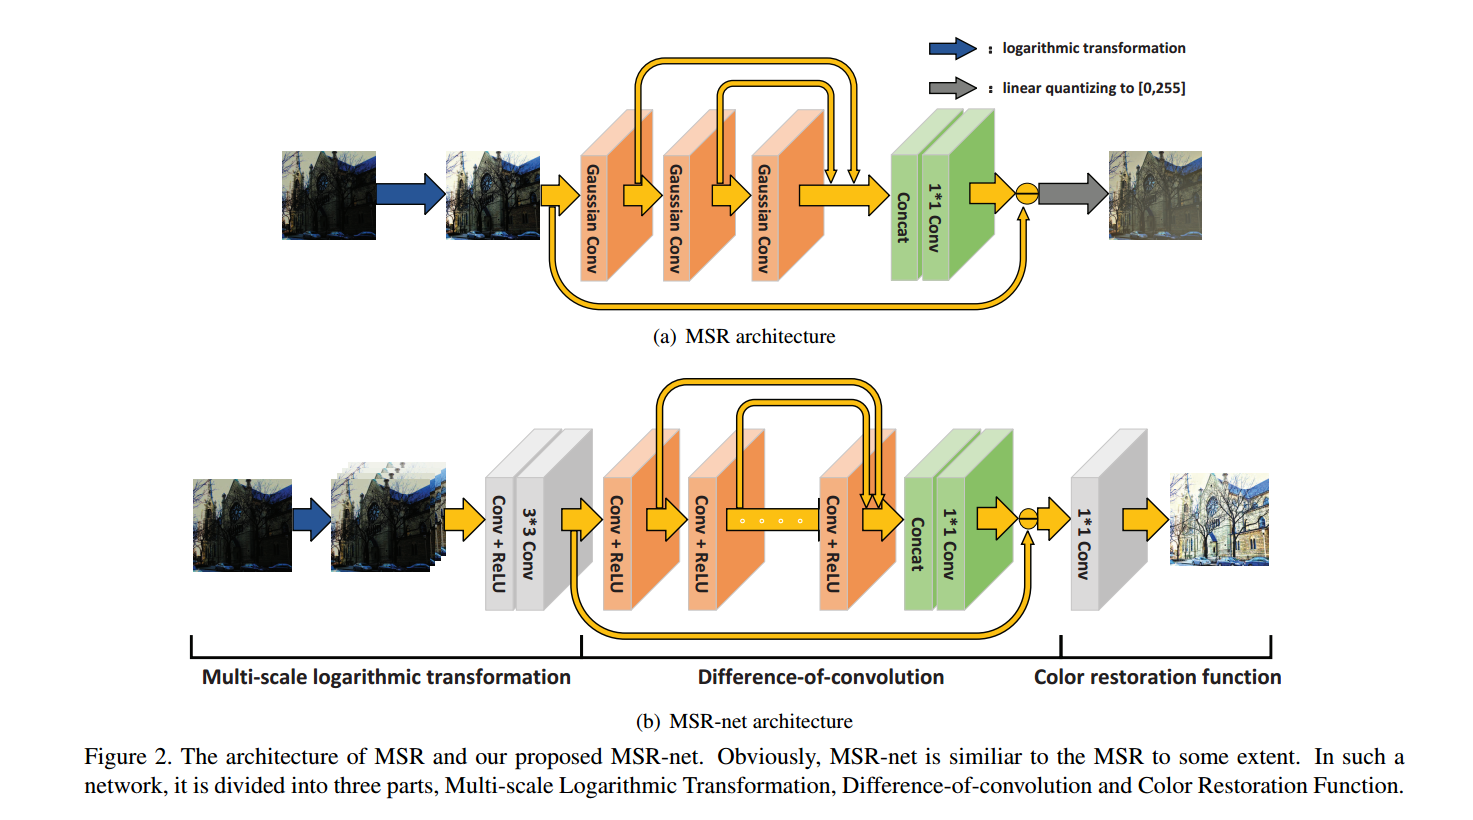 : logarithmic transformation
: linear quantizing to [0,255]
Gaussian Conv
Gaussian Conv
Gaussian Conv
Concat
1*1 Conv
(a) MSR architecture
Conv + ReLU
3*3 Conv
Conv + ReLU
Conv + ReLU
Conv + ReLU
Concat
1*1 Conv
1*1 Conv
Multi-scale logarithmic transformation
Difference-of-convolution
Color restoration function
(b) MSR-net architecture
Figure 2. The architecture of MSR and our proposed MSR-net. Obviously, MSR-net is similiar to the MSR to some extent. In such a
network, it is divided into three parts, Multi-scale Logarithmic Transformation, Difference-of-convolution and Color Restoration Function.